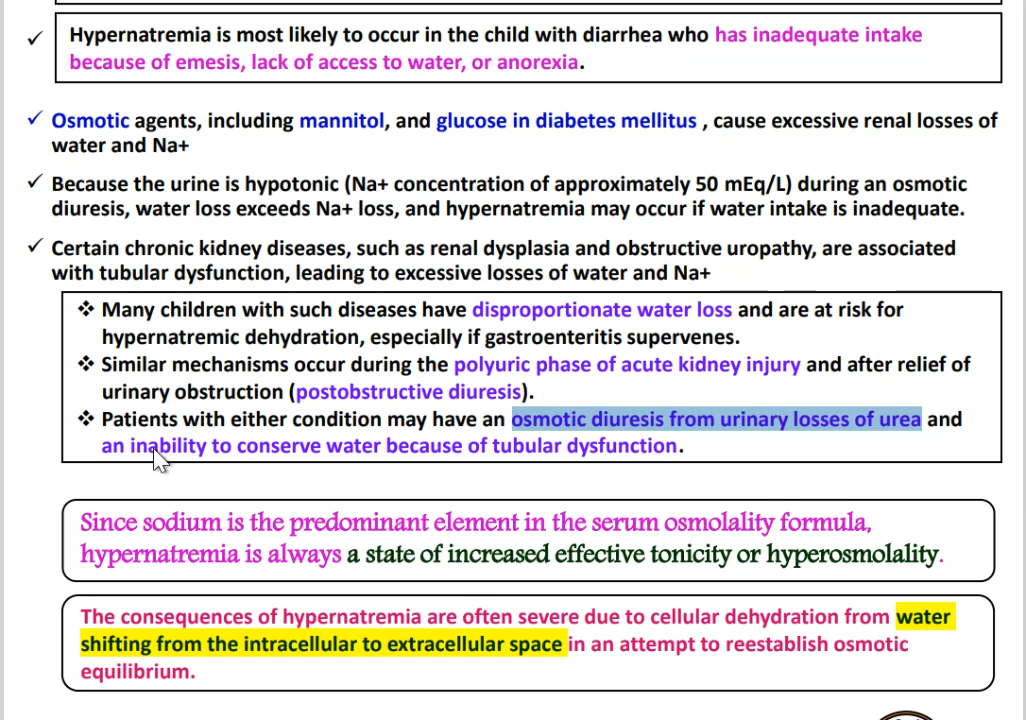 ✓ Hypernatremia is most likely to occur in the child with diarrhea who has inadequate intake
because of emesis, lack of access to water, or anorexia.
✓ Osmotic agents, including mannitol, and glucose in diabetes mellitus , cause excessive renal losses of
water and Na+
✓ Because the urine is hypotonic (Na+ concentration of approximately 50 mEq/L) during an osmotic
diuresis, water loss exceeds Na+ loss, and hypernatremia may occur if water intake is inadequate.
✓ Certain chronic kidney diseases, such as renal dysplasia and obstructive uropathy, are associated
with tubular dysfunction, leading to excessive losses of water and Na+
❖ Many children with such diseases have disproportionate water loss and are at risk for
hypernatremic dehydration, especially if gastroenteritis supervenes.
❖ Similar mechanisms occur during the polyuric phase of acute kidney injury and after relief of
urinary obstruction (postobstructive diuresis).
❖ Patients with either condition may have an osmotic diuresis from urinary losses of urea and
an inability to conserve water because of tubular dysfunction.
Since sodium is the predominant element in the serum osmolality formula,
hypernatremia is always a state of increased effective tonicity or hyperosmolality.
The consequences of hypernatremia are often severe due to cellular dehydration from water
shifting from the intracellular to extracellular space in an attempt to reestablish osmotic
equilibrium.